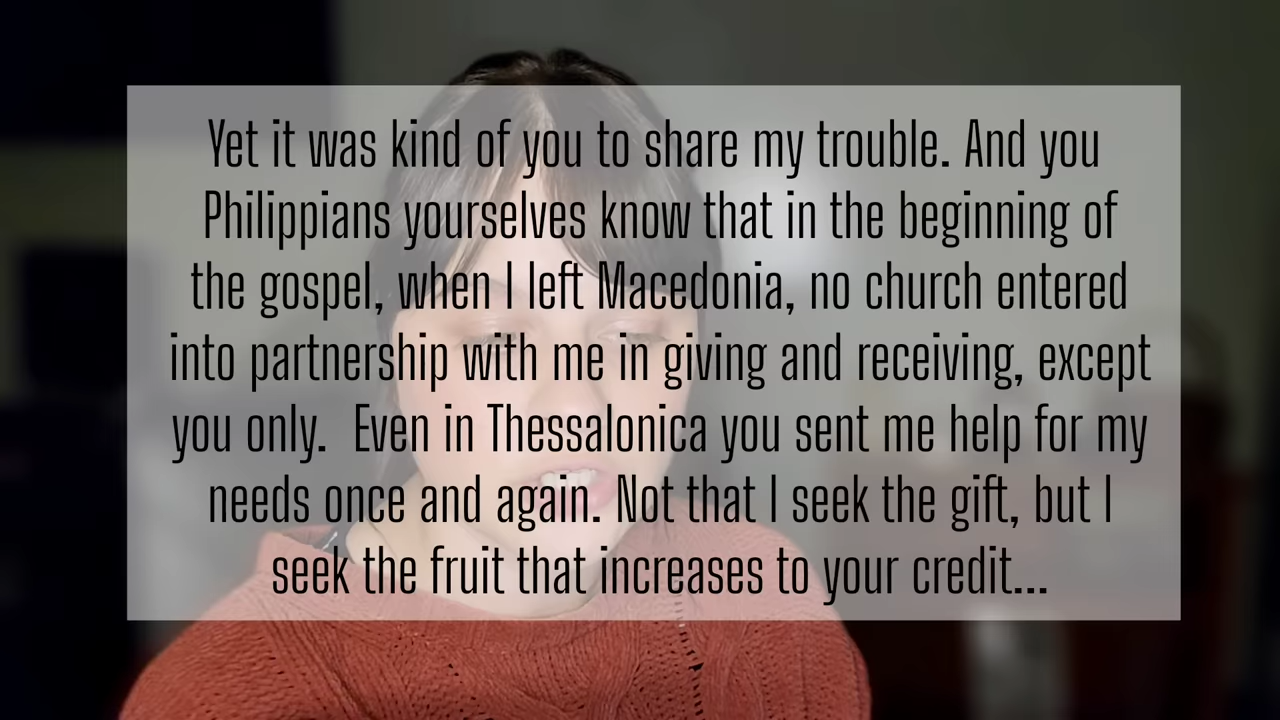 Yet it was kind of you to share my trouble. And you
Philippians yourselves know that in the beginning of
the gospel, when I left Macedonia, no church entered
into partnership with me in giving and receiving, except
you only.  Even in Thessalonica you sent me help for my
needs once and again. Not that I seek the gift, but I
seek the fruit that increases to your credit...